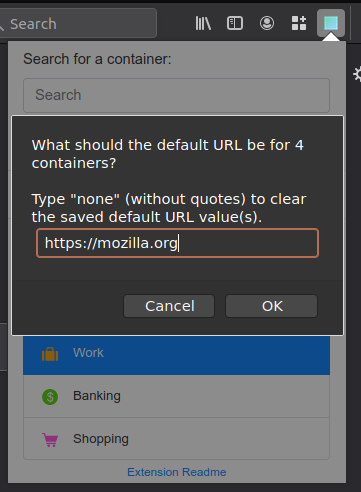 Search
Search for a container:
Search
What should the default URL be for 4
containers?
Type "none" (without quotes) to clear
the saved default URL value(s).
https://mozilla.org
Cancel
OK
Work
Banking
Shopping
Extension Readme